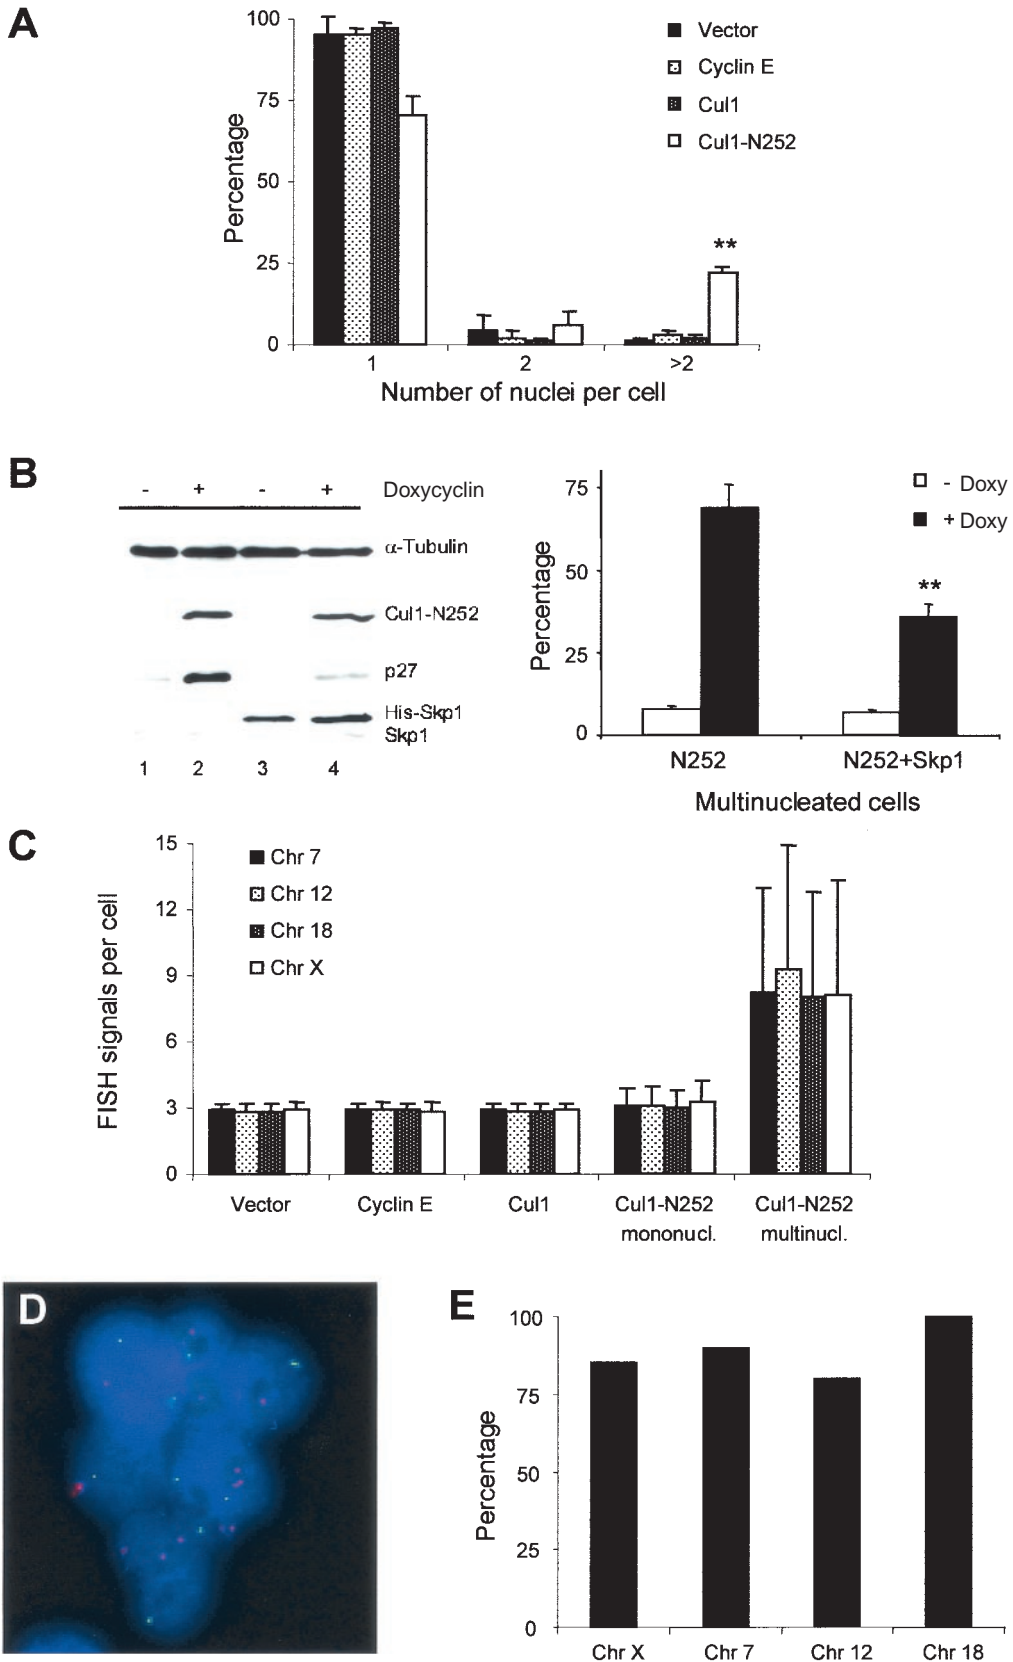 A
100
75
50
25
0
Percentage
Vector
Cyclin E
Cul1
Cul1-N252
**
1 2 >2
Number of nuclei per cell
B
- + - + Doxycyclin
α-Tubulin
Cul1-N252
p27
His-Skp1
Skp1
1 2 3 4
75
50
25
0
Percentage
- Doxy
+ Doxy
**
N252 N252+Skp1
Multinucleated cells
C
15
12
9
6
3
0
FISH signals per cell
Chr 7
Chr 12
Chr 18
Chr X
Vector Cyclin E Cul1 Cul1-N252 Cul1-N252
mononucl. multinucl.
D
E
100
75
50
25
0
Percentage
Chr X Chr 7 Chr 12 Chr 18